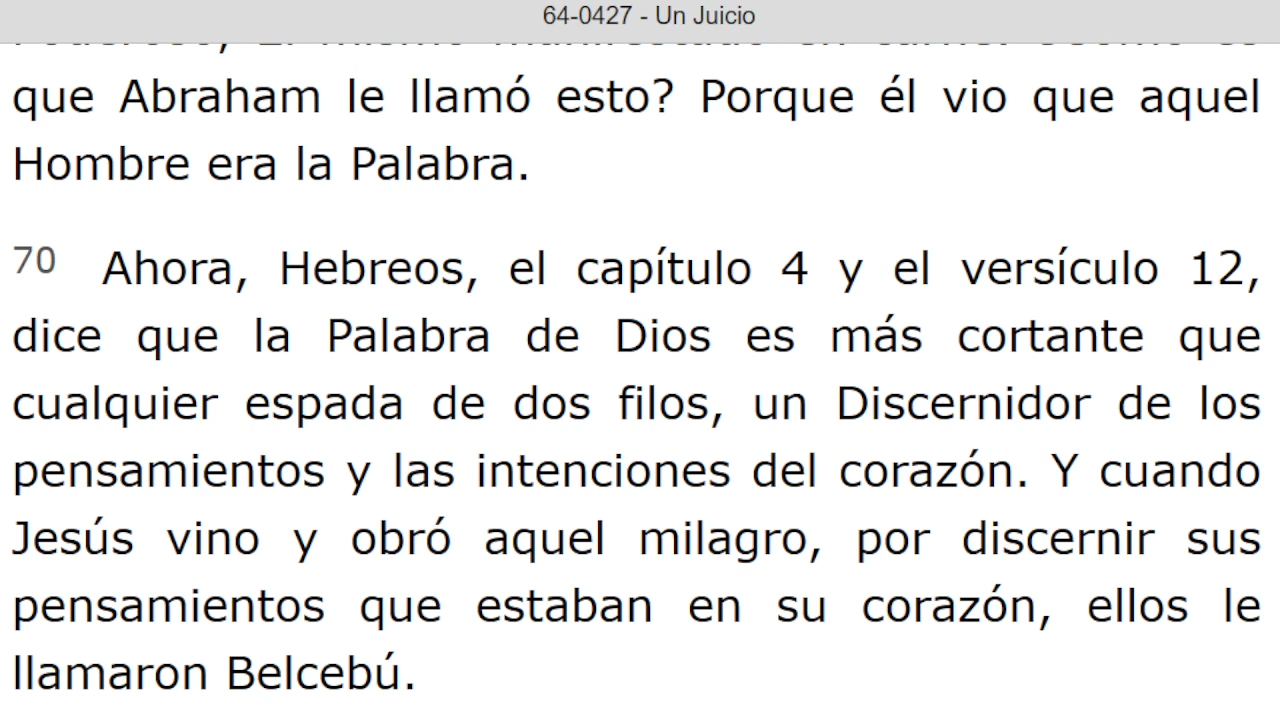 64-0427 - Un Juicio
que Abraham le llamó esto? Porque él vio que aquel
Hombre era la Palabra.
70 Ahora, Hebreos, el capítulo 4 y el versículo 12,
dice que la Palabra de Dios es más cortante que
cualquier espada de dos filos, un Discernidor de los
pensamientos y las intenciones del corazón. Y cuando
Jesús vino y obró aquel milagro, por discernir sus
pensamientos que estaban en su corazón, ellos le
llamaron Belcebú.